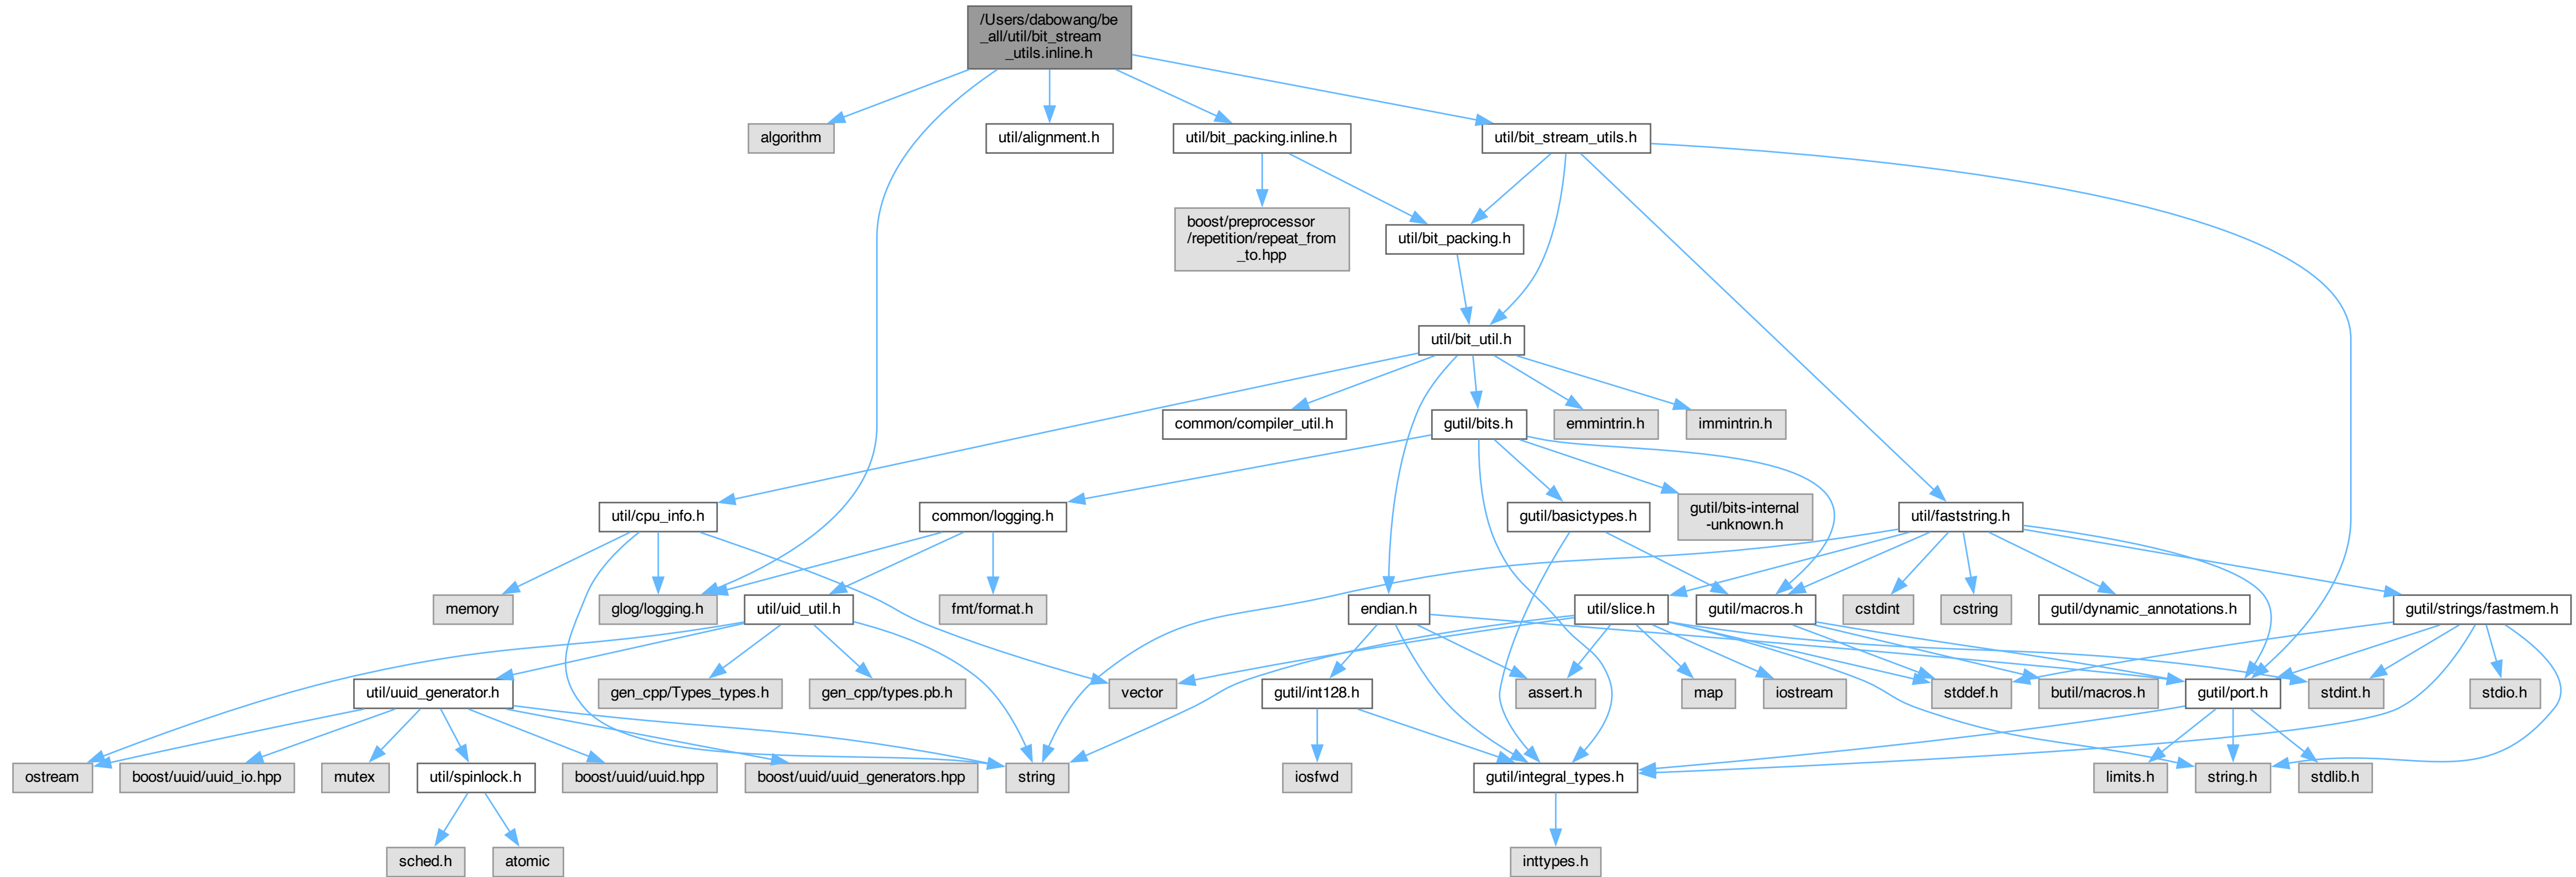 /Users/dabowang/be
_all/util/bit_stream
_utils.inline.h
algorithm
util/alignment.h
util/bit_packing.inline.h
util/bit_stream_utils.h
boost/preprocessor
/repetition/repeat_from
_to.hpp
util/bit_packing.h
util/bit_util.h
common/compiler_util.h
gutil/bits.h
emmintrin.h
immintrin.h
util/cpu_info.h
common/logging.h
gutil/basictypes.h
gutil/bits-internal
-unknown.h
util/faststring.h
memory
glog/logging.h
util/uid_util.h
fmt/format.h
endian.h
util/slice.h
gutil/macros.h
cstdint
cstring
gutil/dynamic_annotations.h
gutil/strings/fastmem.h
util/uuid_generator.h
gen_cpp/Types_types.h
gen_cpp/types.pb.h
vector
gutil/int128.h
assert.h
map
iostream
stddef.h
butil/macros.h
gutil/port.h
stdint.h
stdio.h
ostream
boost/uuid/uuid_io.hpp
mutex
util/spinlock.h
boost/uuid/uuid.hpp
boost/uuid/uuid_generators.hpp
string
iosfwd
gutil/integral_types.h
limits.h
string.h
stdlib.h
sched.h
atomic
inttypes.h